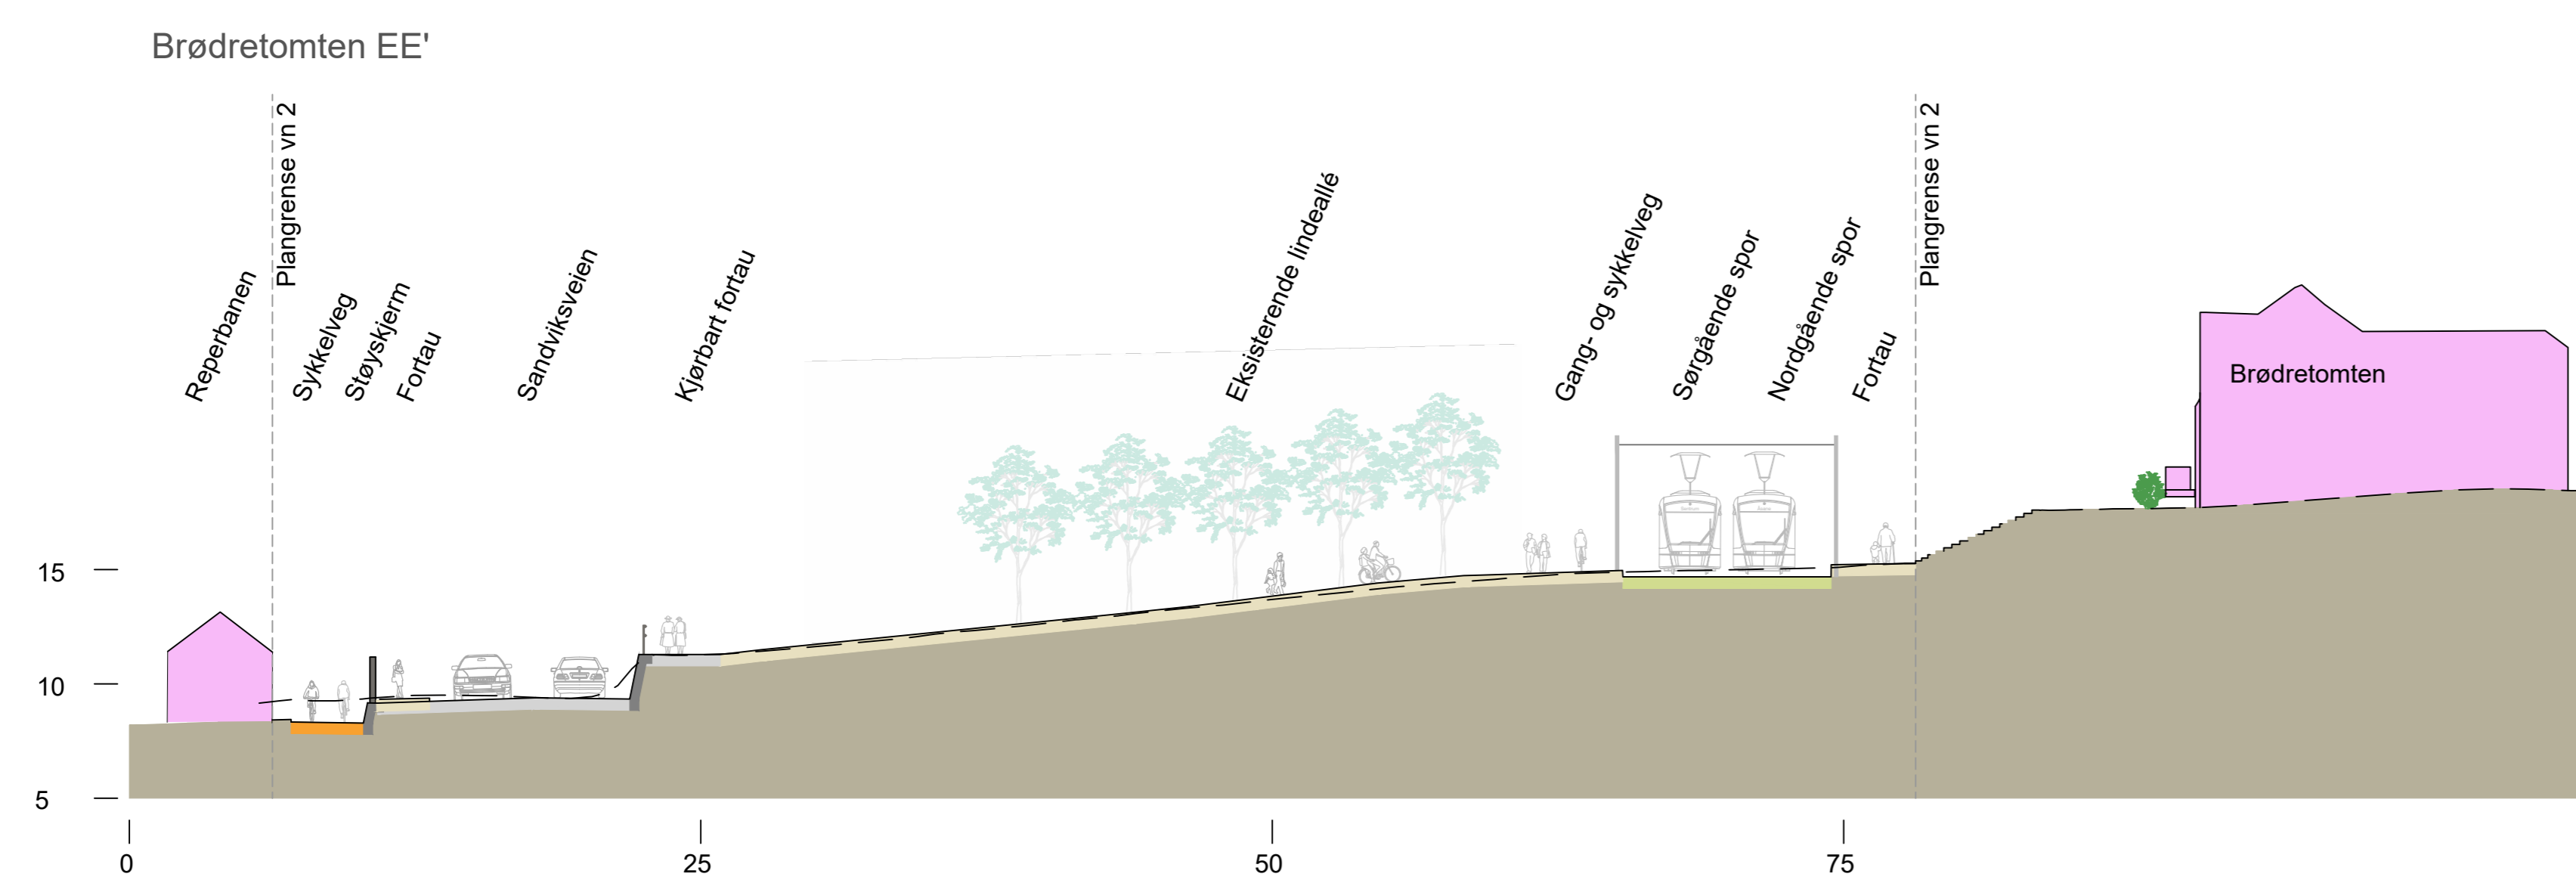 Brødretomten EE'
Plangrense vn 2
Plangrense vn 2
Reperbanen
Sykkelveg
Støyskjerm
Fortau
Sandviksveien
Kjørbart fortau
Eksisterende lindeallé
Gang- og sykkelveg
Sørgående spor
Nordgående spor
Fortau
Brødretomten
15
10
5
0
25
50
75